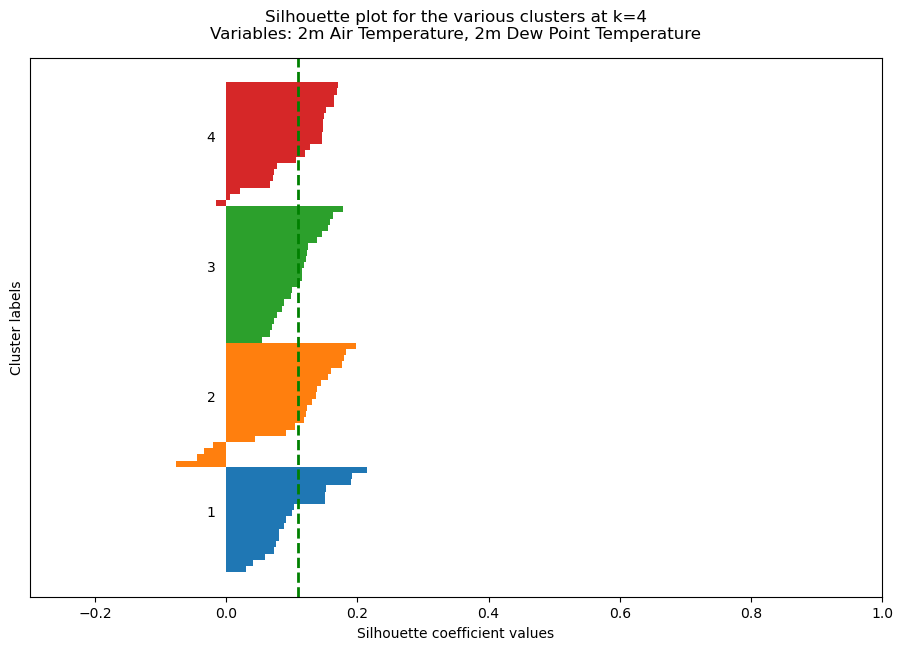 Silhouette plot for the various clusters at k=4
Variables: 2m Air Temperature, 2m Dew Point Temperature
Cluster labels
4
3
2
1
−0.2 0.0 0.2 0.4 0.6 0.8 1.0
Silhouette coefficient values